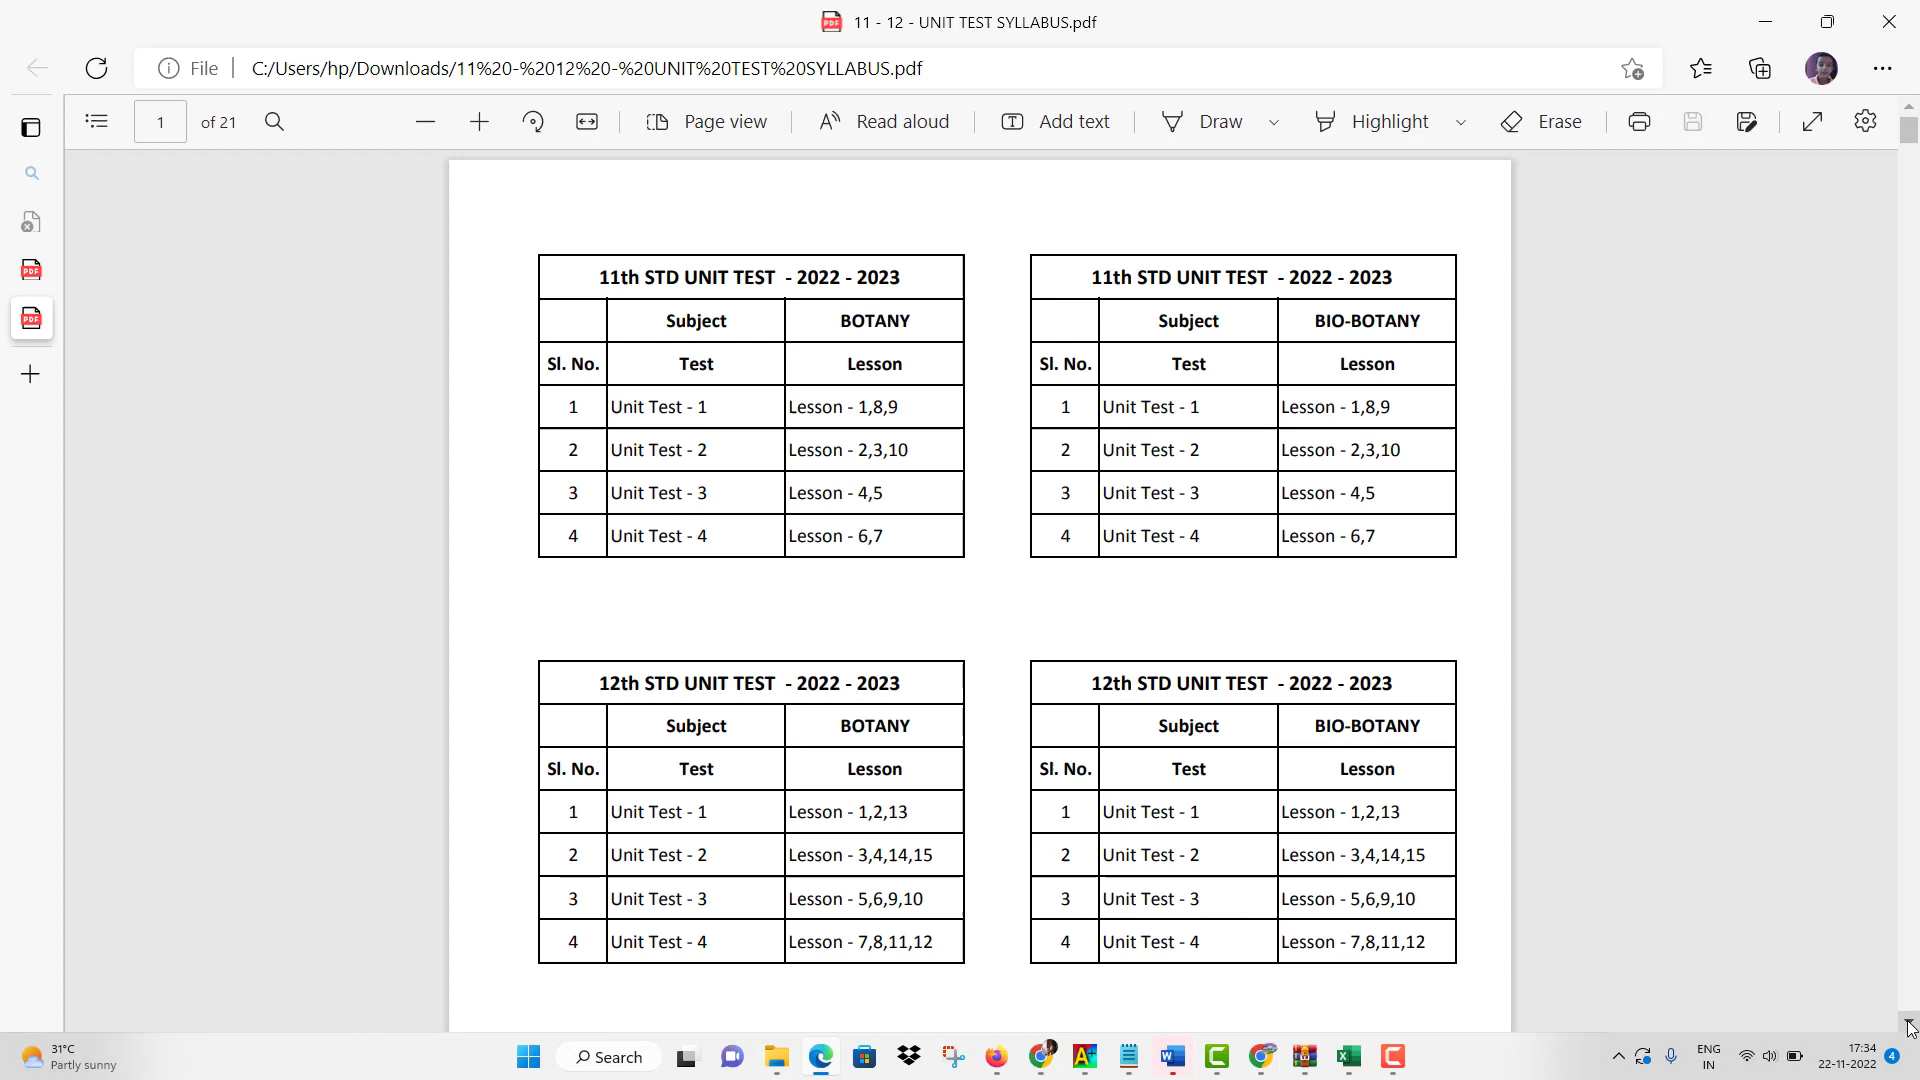 11 - 12 - UNIT TEST SYLLABUS.pdf
File C:/Users/hp/Downloads/11%20-%2012%20-%20UNIT%20TEST%20SYLLABUS.pdf
1 of 21 Page view Read aloud Add text Draw Highlight Erase
11th STD UNIT TEST - 2022 - 2023
Subject BOTANY
Sl. No. Test Lesson
1 Unit Test - 1 Lesson - 1,8,9
2 Unit Test - 2 Lesson - 2,3,10
3 Unit Test - 3 Lesson - 4,5
4 Unit Test - 4 Lesson - 6,7
11th STD UNIT TEST - 2022 - 2023
Subject BIO-BOTANY
Sl. No. Test Lesson
1 Unit Test - 1 Lesson - 1,8,9
2 Unit Test - 2 Lesson - 2,3,10
3 Unit Test - 3 Lesson - 4,5
4 Unit Test - 4 Lesson - 6,7
12th STD UNIT TEST - 2022 - 2023
Subject BOTANY
Sl. No. Test Lesson
1 Unit Test - 1 Lesson - 1,2,13
2 Unit Test - 2 Lesson - 3,4,14,15
3 Unit Test - 3 Lesson - 5,6,9,10
4 Unit Test - 4 Lesson - 7,8,11,12
12th STD UNIT TEST - 2022 - 2023
Subject BIO-BOTANY
Sl. No. Test Lesson
1 Unit Test - 1 Lesson - 1,2,13
2 Unit Test - 2 Lesson - 3,4,14,15
3 Unit Test - 3 Lesson - 5,6,9,10
4 Unit Test - 4 Lesson - 7,8,11,12
31°C
Partly sunny
Search
ENG
IN
17:34
22-11-2022
4